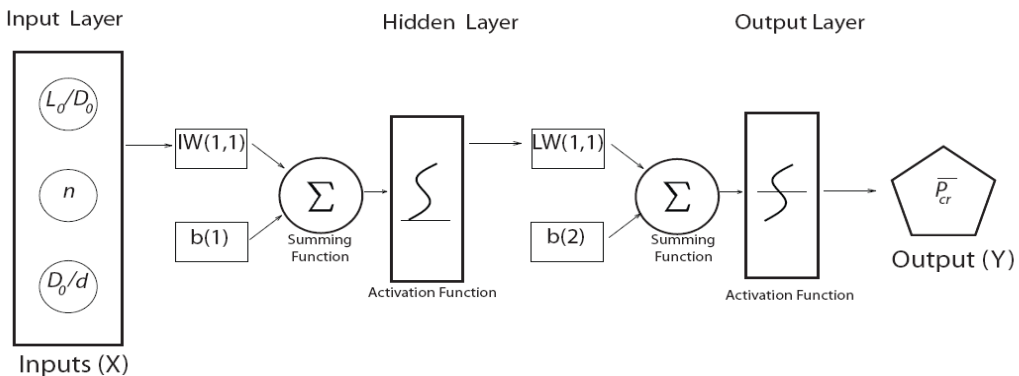 Input Layer
Hidden Layer
Output Layer
L₀/D₀
n
D₀/d
Inputs (X)
IW(1,1)
b(1)
Σ
Summing
Function
Activation Function
LW(1,1)
b(2)
Σ
Summing
Function
Activation Function
P̅cr
Output (Y)